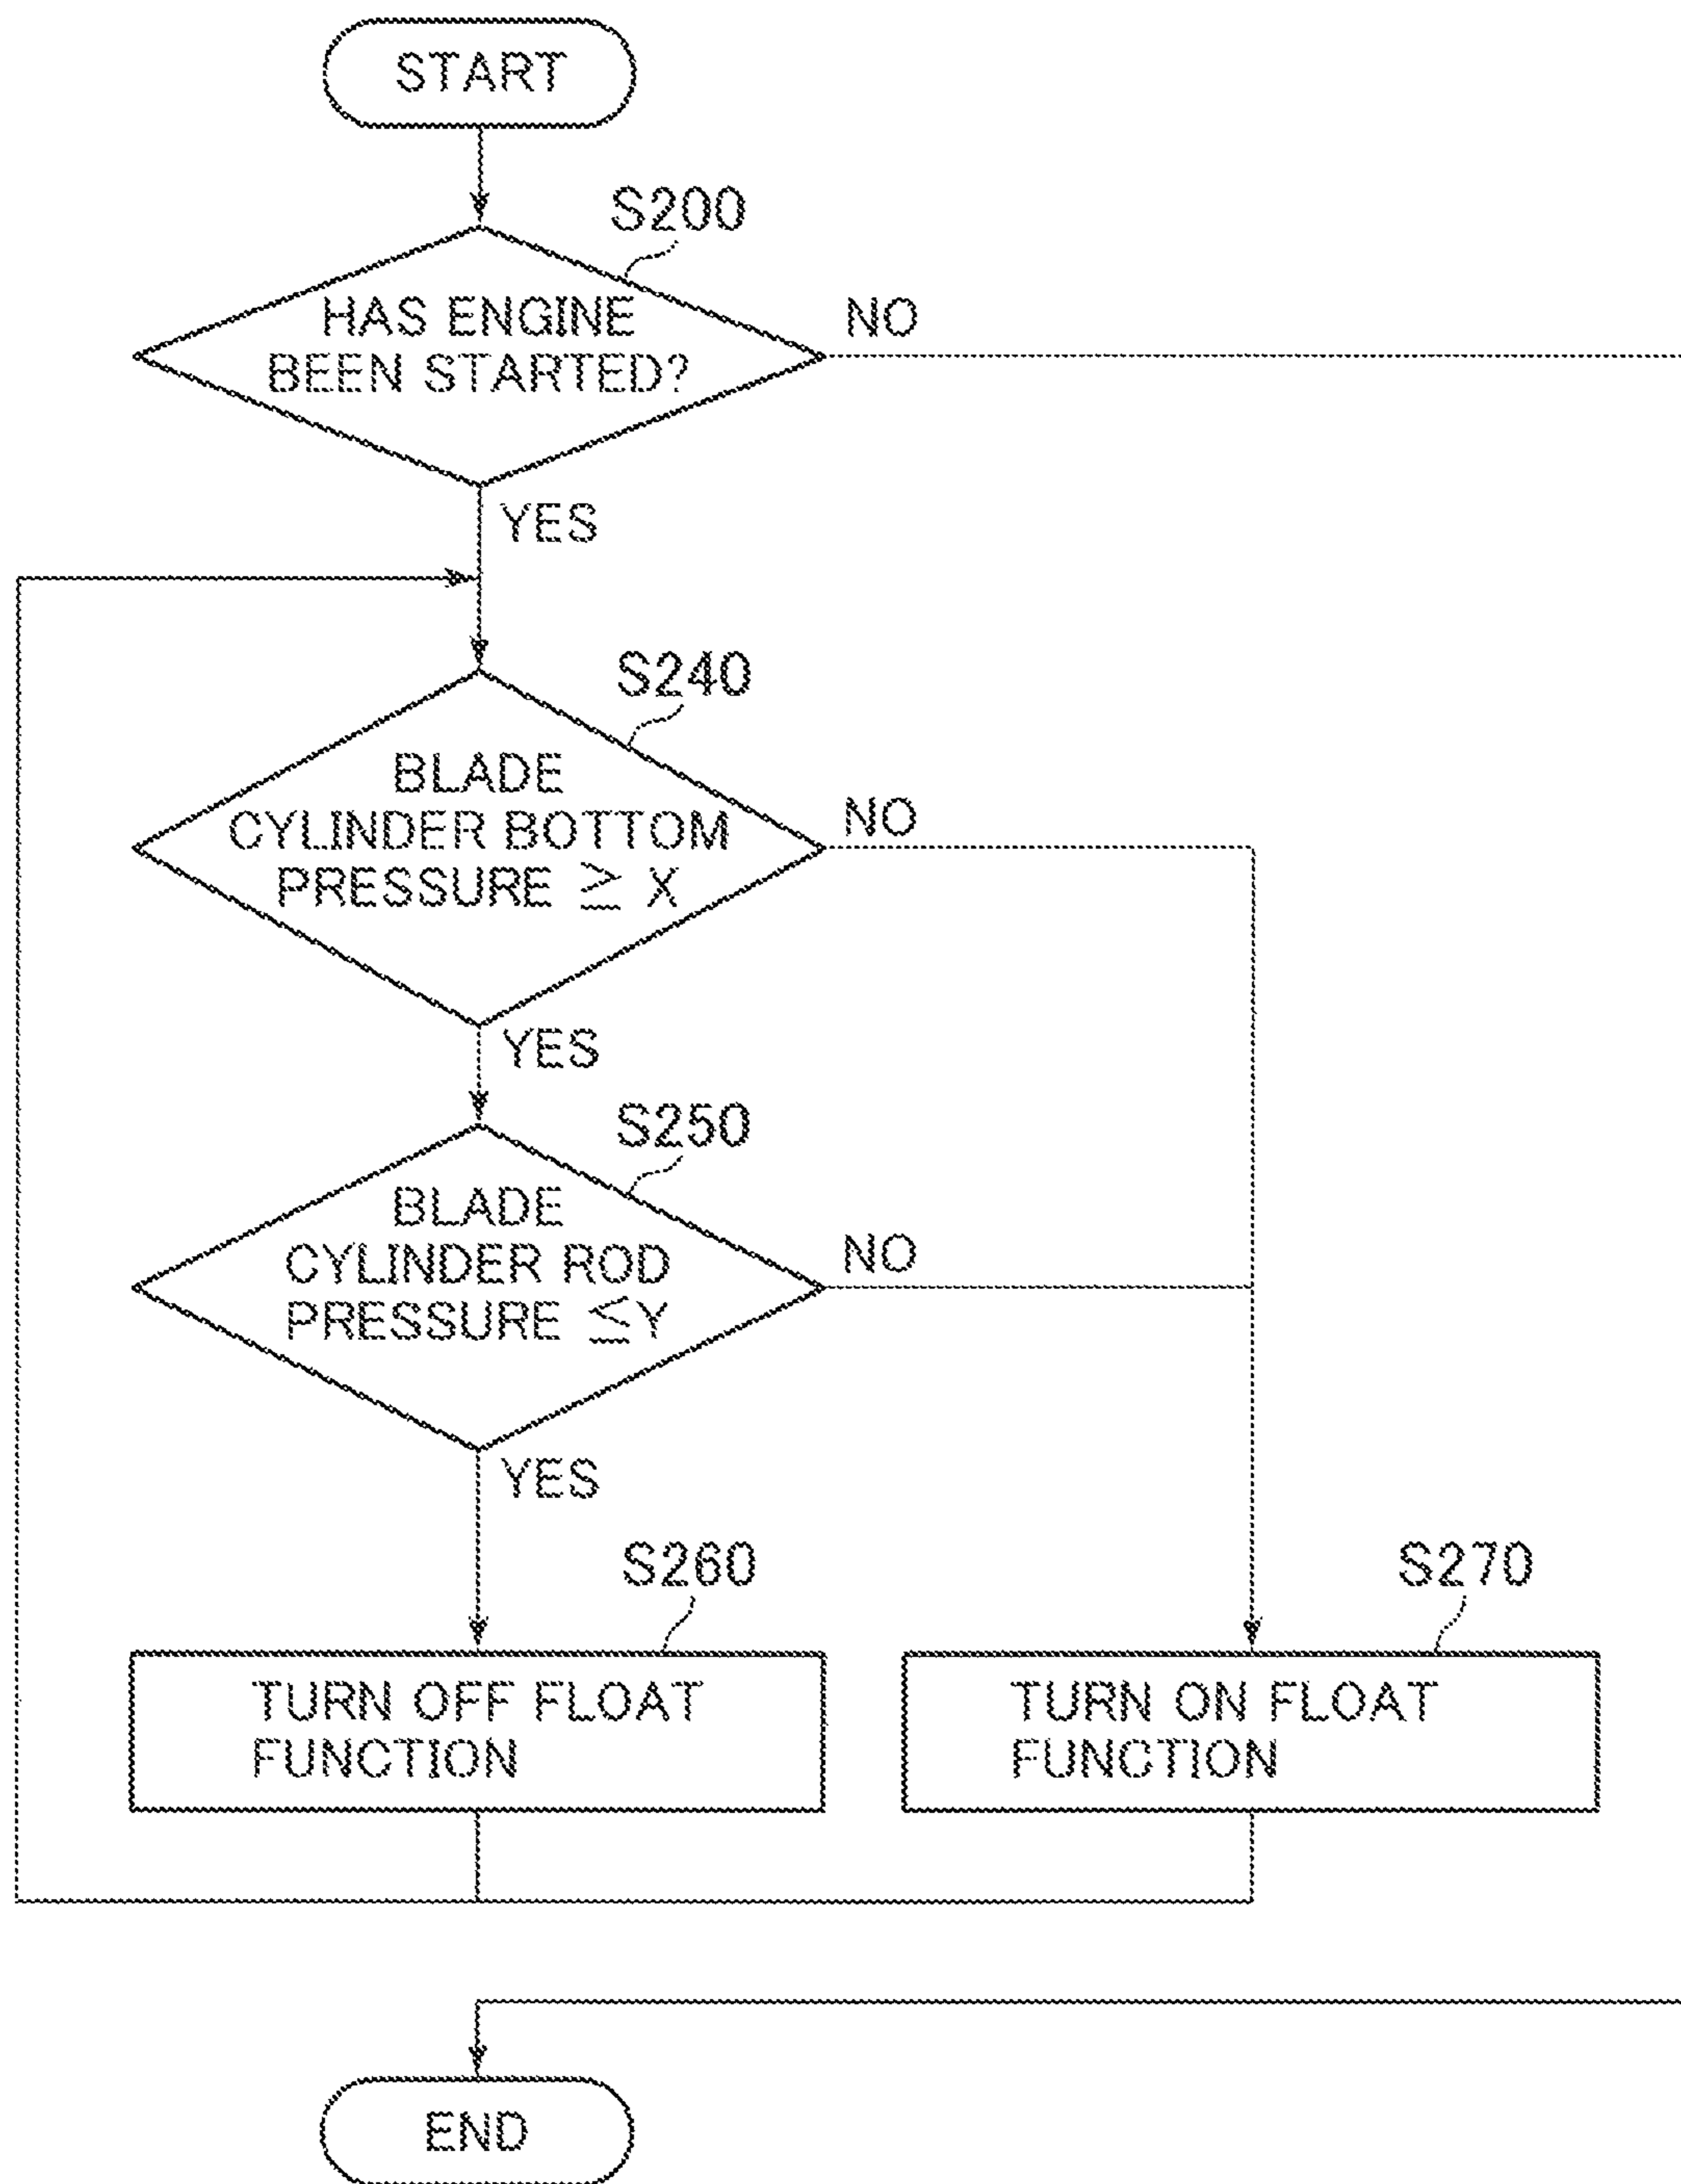 START
S200
HAS ENGINE
BEEN STARTED?
NO
YES
S240
BLADE
CYLINDER BOTTOM
PRESSURE ≧ X
NO
YES
S250
BLADE
CYLINDER ROD
PRESSURE ≦Y
NO
YES
S260
TURN OFF FLOAT
FUNCTION
S270
TURN ON FLOAT
FUNCTION
END